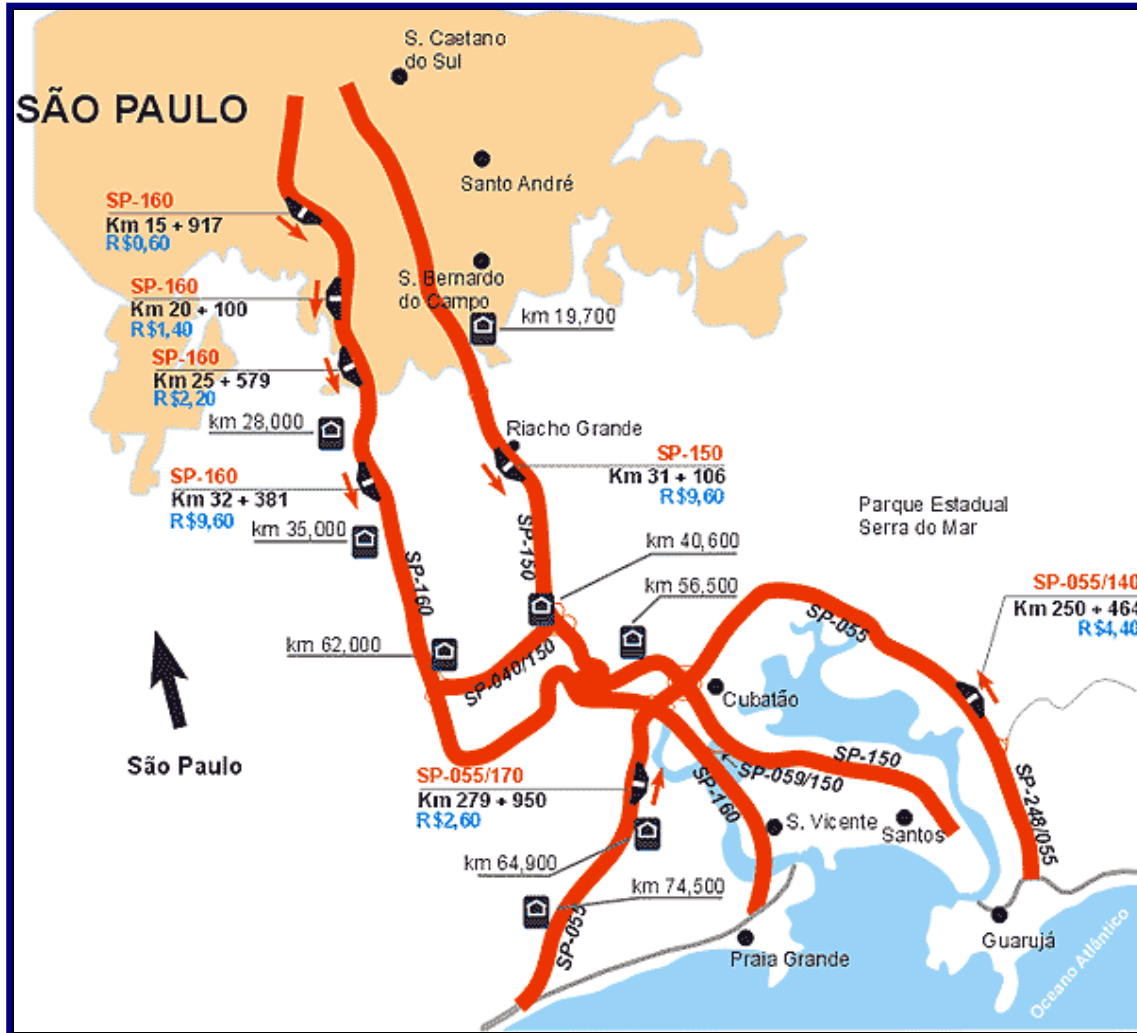 S. Caetano
do Sul
SÃO PAULO
Santo André
SP-160
Km 15 + 917
R$0,60
S. Bernardo
do Campo
SP-160
Km 20 + 100
R$1,40
km 19,700
SP-160
Km 25 + 579
R$2,20
km 28,000
Riacho Grande
SP-150
Km 31 + 106
R$9,60
SP-160
Km 32 + 381
R$9,60
km 35,000
Parque Estadual
Serra do Mar
SP-160
SP-150
km 40,600
km 56,500
SP-055/140
Km 250 + 464
R$4,40
SP-055
km 62,000
SP-040/150
Cubatão
São Paulo
SP-150
SP-059/150
SP-055/170
Km 279 + 950
R$2,60
SP-160
SP-248/055
S. Vicente
Santos
km 64,900
km 74,500
SP-055
Praia Grande
Guarujá
Oceano Atlântico